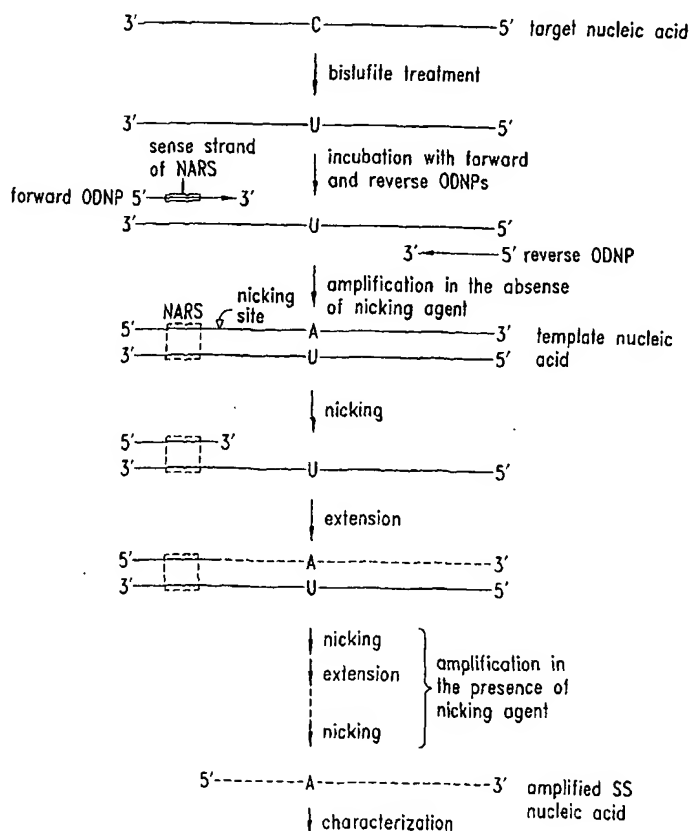 3' C 5' target nucleic acid
bislufite treatment
3' U 5'
sense strand
of NARS
incubation with forward
and reverse ODNPs
forward ODNP 5' 3'
3' U 5'
3' 5' reverse ODNP
amplification in the absense
of nicking agent
NARS
nicking
site
5' A 3'
3' U 5'
template nucleic
acid
nicking
5' 3'
3' U 5'
extension
5' A 3'
3' U 5'
nicking
extension
nicking
amplification in
the presence of
nicking agent
5' A 3'
amplified SS
nucleic acid
characterization